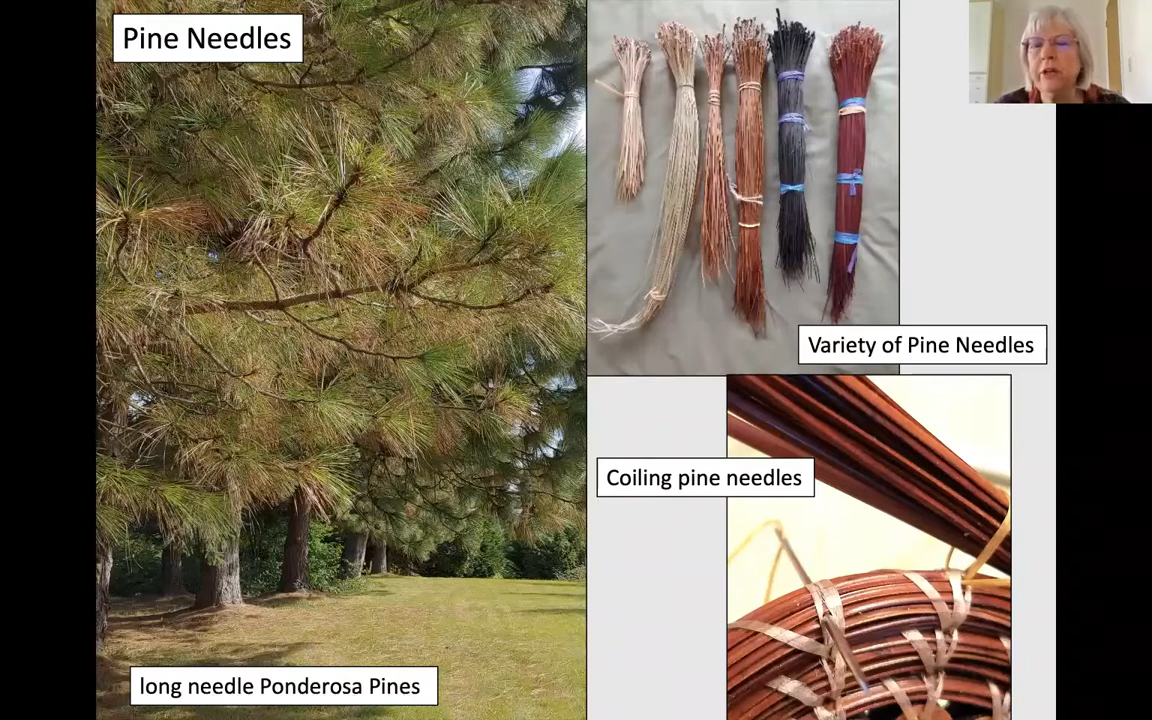 Pine Needles
Variety of Pine Needles
Coiling pine needles
long needle Ponderosa Pines